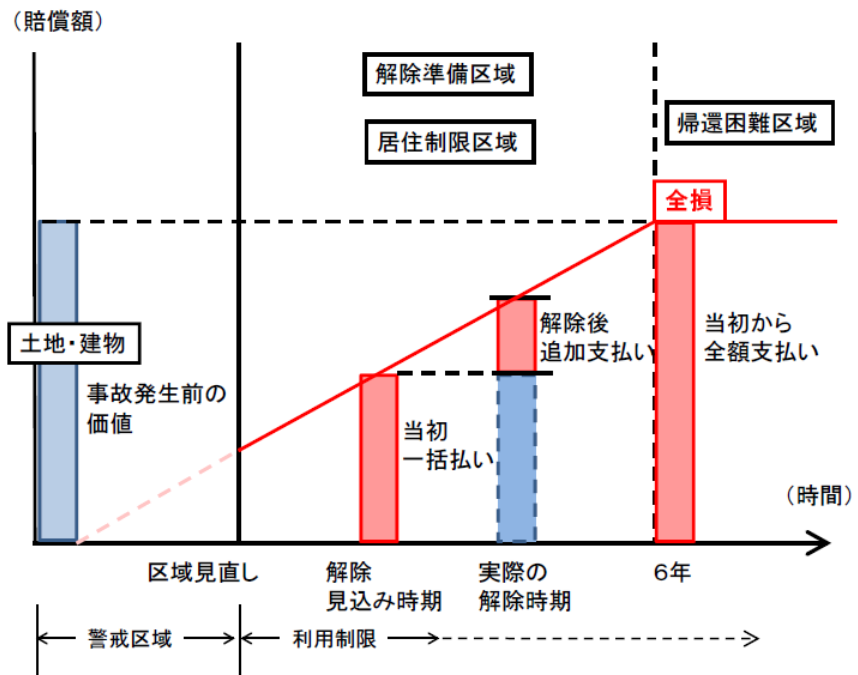 （賠償額）
解除準備区域
居住制限区域
帰還困難区域
全損
土地・建物
事故発生前の
価値
当初
一括払い
解除後
追加支払い
当初から
全額支払い
（時間）
区域見直し
解除
見込み時期
実際の
解除時期
６年
警戒区域
利用制限